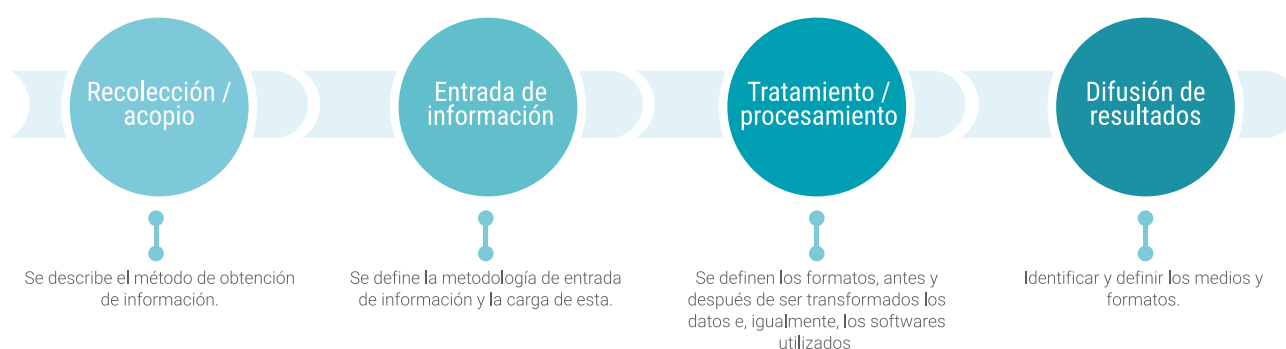 Recolección /
acopio
Se describe el método de obtención
de información.
Entrada de
información
Se define la metodología de entrada
de información y la carga de esta.
Tratamiento /
procesamiento
Se definen los formatos, antes y
después de ser transformados los
datos e, igualmente, los softwares
utilizados
Difusión de
resultados
Identificar y definir los medios y
formatos.